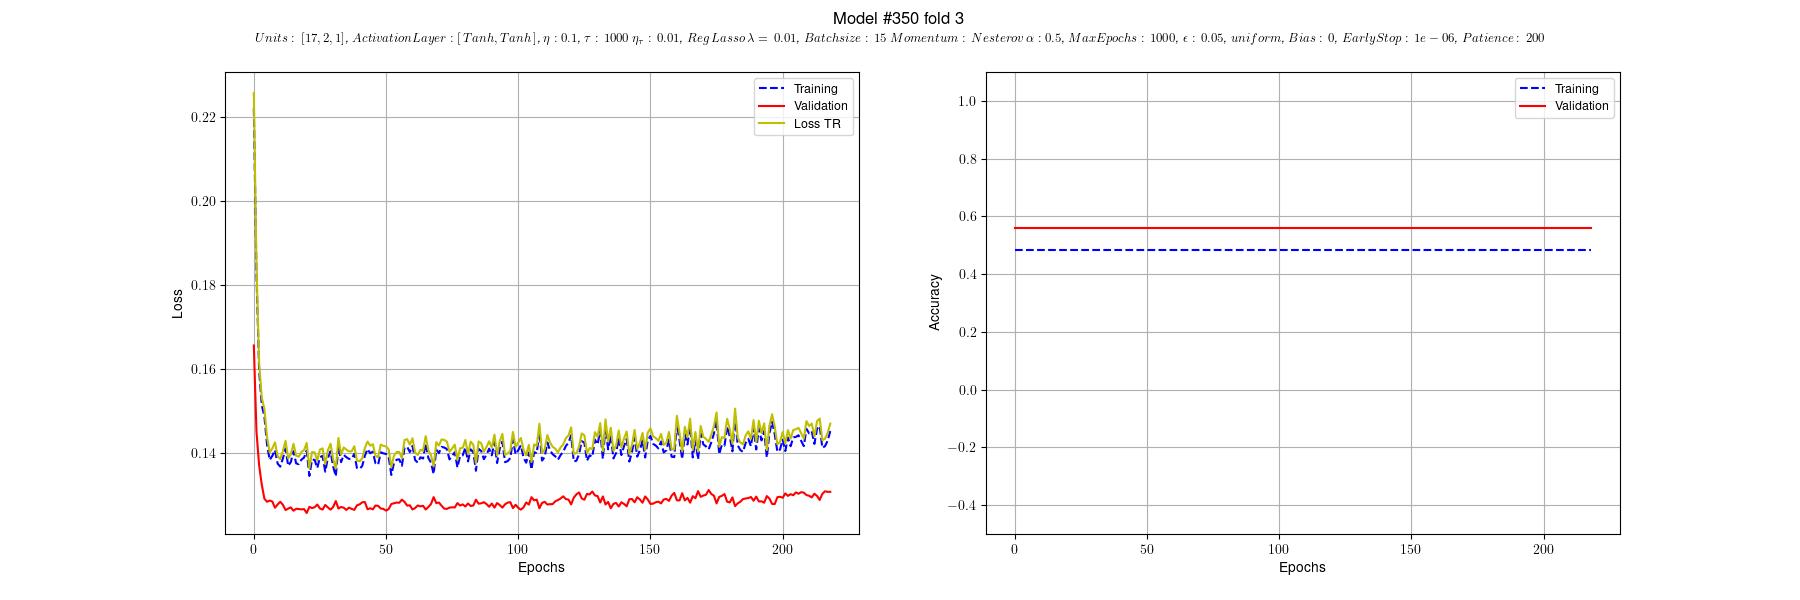 Model #350 fold 3
Units : [17, 2, 1], ActivationLayer : [Tanh, Tanh], η : 0.1, τ : 1000 ητ : 0.01, Reg Lasso λ = 0.01, Batchsize : 15 Momentum : Nesterov α : 0.5, MaxEpochs : 1000, ϵ : 0.05, uniform, Bias : 0, EarlyStop : 1e − 06, Patience : 200
Training
Validation
Loss TR
0.22
0.20
0.18
0.16
0.14
Loss
0
50
100
150
200
Epochs
Training
Validation
1.0
0.8
0.6
0.4
0.2
0.0
−0.2
−0.4
Accuracy
0
50
100
150
200
Epochs